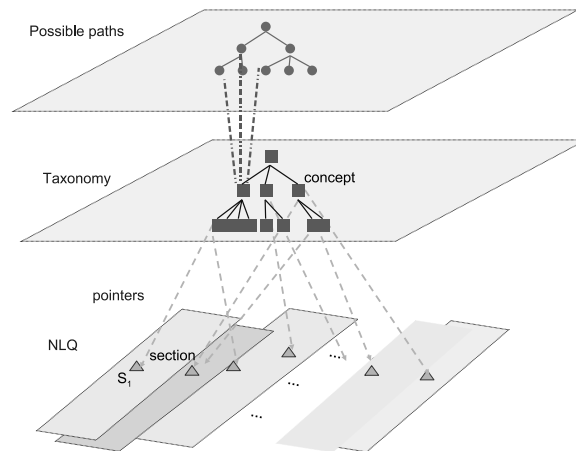 Possible paths
Taxonomy
concept
pointers
NLQ
section
S1
...
...
...